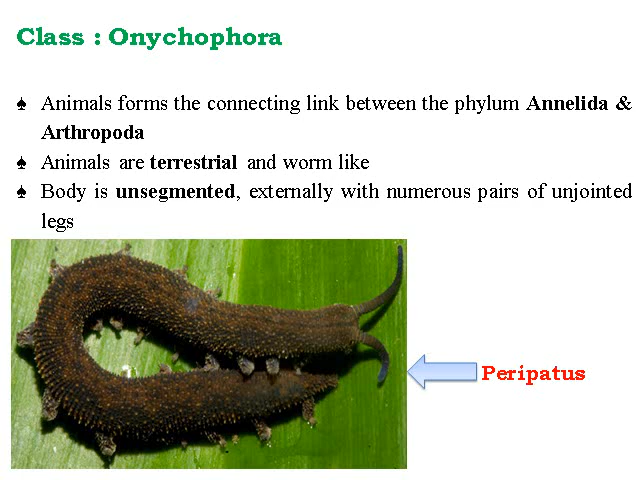 Class : Onychophora
♠ Animals forms the connecting link between the phylum Annelida &
Arthropoda
♠ Animals are terrestrial and worm like
♠ Body is unsegmented, externally with numerous pairs of unjointed
legs
Peripatus